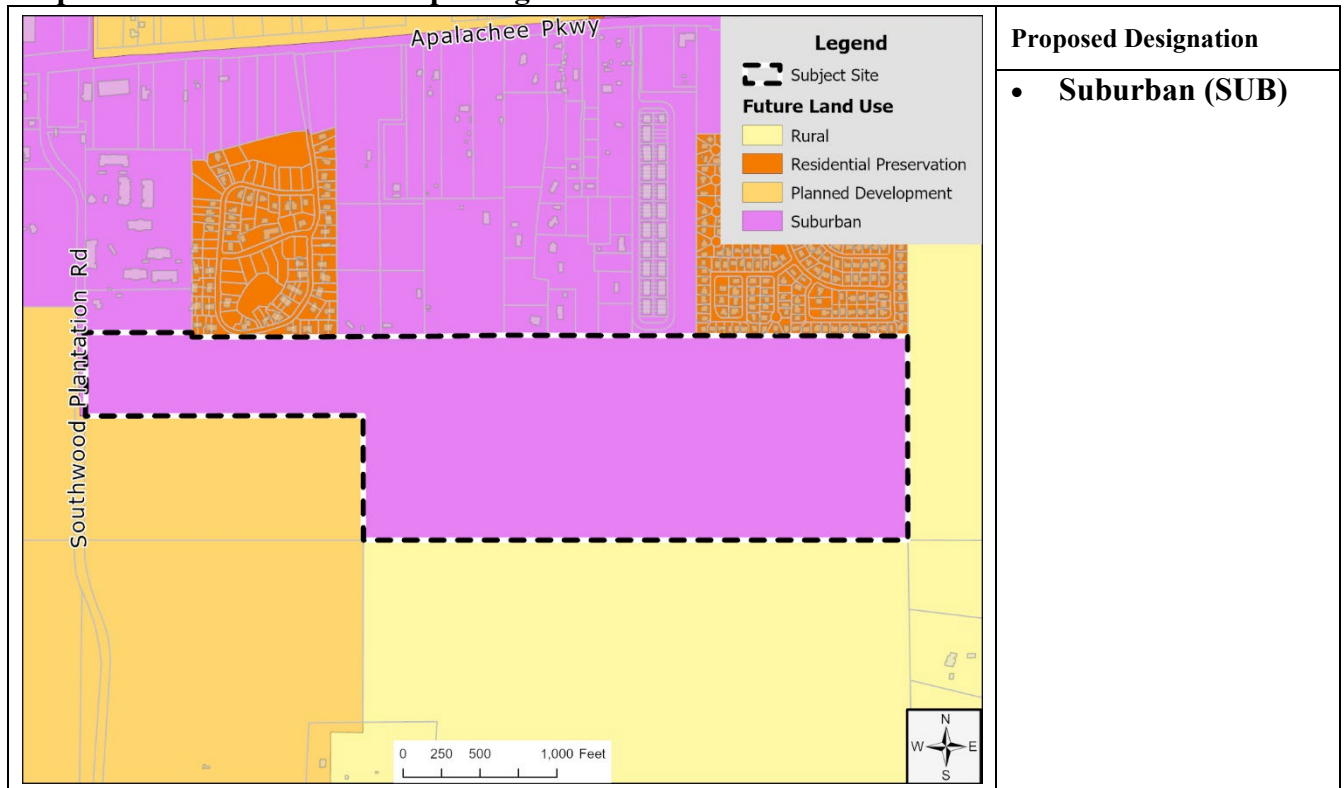 Apalachee Pkwy
Legend
Subject Site
Future Land Use
Rural
Residential Preservation
Planned Development
Suburban
Southwood Plantation Rd
0 250 500 1,000 Feet
N
W E
S
Proposed Designation
• Suburban (SUB)